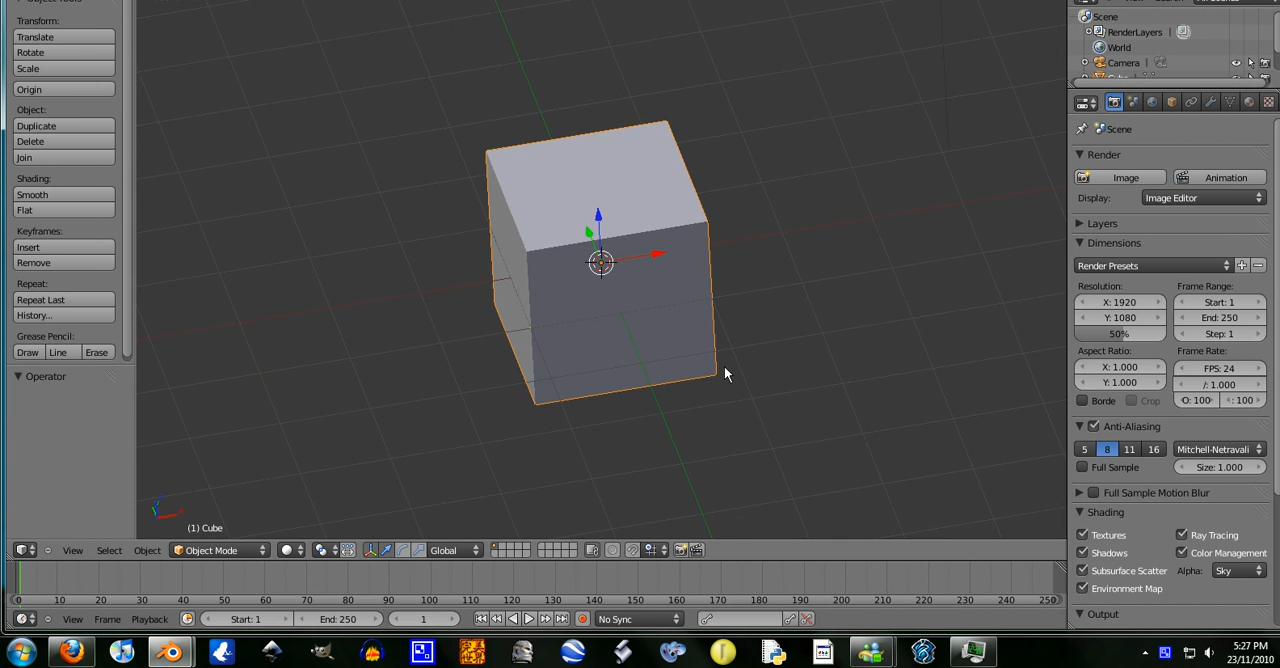 Transform:
Translate
Rotate
Scale
Origin
Object:
Duplicate
Delete
Join
Shading:
Smooth
Flat
Keyframes:
Insert
Remove
Repeat:
Repeat Last
History...
Grease Pencil:
Draw Line Erase
Operator
(1) Cube
View Select Object Object Mode Global
0 10 20 30 40 50 60 70 80 90 100 110 120 130 140 150 160 170 180 190 200 210 220 230 240 250
View Frame Playback Start: 1 End: 250 1 No Sync
Scene
RenderLayers
World
Camera
Scene
Render
Image Animation
Display: Image Editor
Layers
Dimensions
Render Presets
Resolution: Frame Range:
X: 1920 Start: 1
Y: 1080 End: 250
50% Step: 1
Aspect Ratio: Frame Rate:
X: 1.000 FPS: 24
Y: 1.000 /: 1.000
Borde Crop O: 100 : 100
Anti-Aliasing
5 8 11 16 Mitchell-Netravali
Full Sample Size: 1.000
Full Sample Motion Blur
Shading
Textures Ray Tracing
Shadows Color Management
Subsurface Scatter Alpha: Sky
Environment Map
Output
5:27 PM
23/11/2010